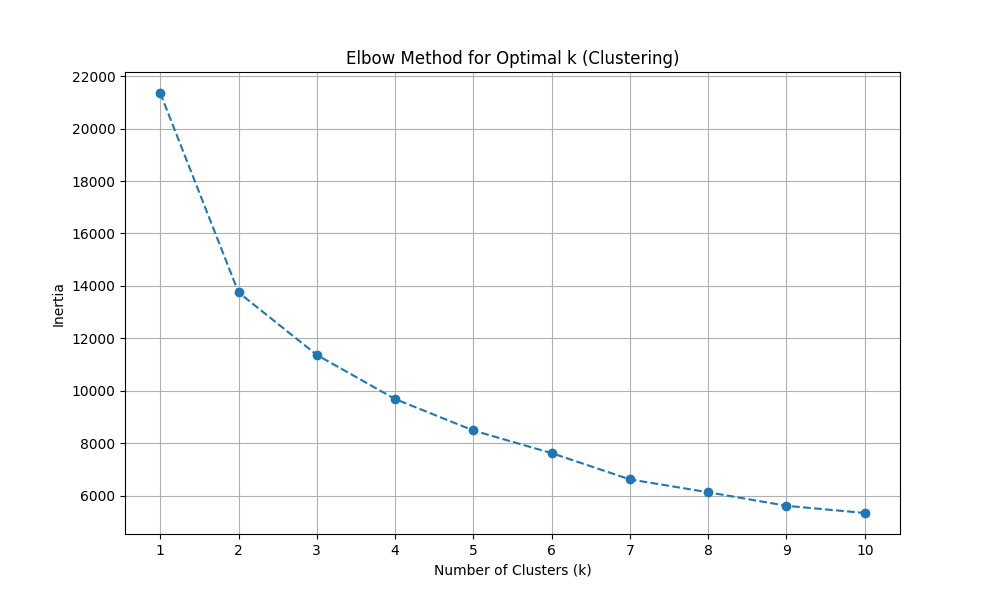 Elbow Method for Optimal k (Clustering)
22000
20000
18000
16000
14000
12000
10000
8000
6000
Inertia
1 2 3 4 5 6 7 8 9 10
Number of Clusters (k)